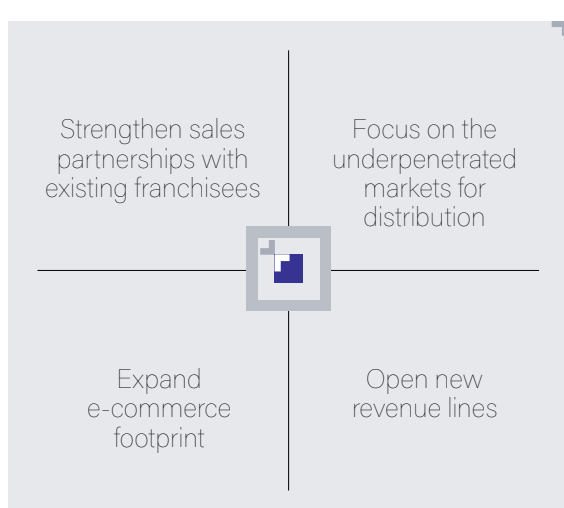 Strengthen sales
partnerships with
existing franchisees
Focus on the
underpenetrated
markets for
distribution
Expand
e-commerce
footprint
Open new
revenue lines